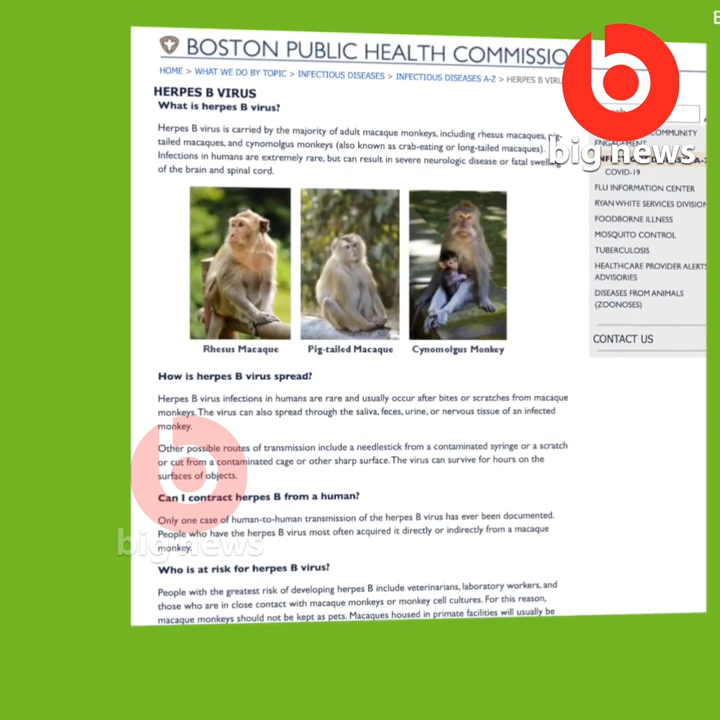 BOSTON PUBLIC HEALTH COMMISSIO
HOME > WHAT WE DO BY TOPIC > INFECTIOUS DISEASES > INFECTIOUS DISEASES A-Z > HERPES B VIRU
HERPES B VIRUS
What is herpes B virus?
Herpes B virus is carried by the majority of adult macaque monkeys, including rhesus macaques, pig-
tailed macaques, and cynomolgus monkeys (also known as crab-eating or long-tailed macaques).
Infections in humans are extremely rare, but can result in severe neurologic disease or fatal swelling
of the brain and spinal cord.
Rhesus Macaque
Pig-tailed Macaque
Cynomolgus Monkey
How is herpes B virus spread?
Herpes B virus infections in humans are rare and usually occur after bites or scratches from macaque
monkeys. The virus can also spread through the saliva, feces, urine, or nervous tissue of an infected
monkey.
Other possible routes of transmission include a needlestick from a contaminated syringe or a scratch
or cut from a contaminated cage or other sharp surface. The virus can survive for hours on the
surfaces of objects.
Can I contract herpes B from a human?
Only one case of human-to-human transmission of the herpes B virus has ever been documented.
People who have the herpes B virus most often acquired it directly or indirectly from a macaque
monkey.
Who is at risk for herpes B virus?
People with the greatest risk of developing herpes B include veterinarians, laboratory workers, and
those who are in close contact with macaque monkeys or monkey cell cultures. For this reason,
macaque monkeys should not be kept as pets. Macaques housed in primate facilities will usually be
big news
COMMUNITY
ENGAGEMENT
COVID-19
FLU INFORMATION CENTER
RYAN WHITE SERVICES DIVISION
FOODBORNE ILLNESS
MOSQUITO CONTROL
TUBERCULOSIS
HEALTHCARE PROVIDER ALERTS
ADVISORIES
DISEASES FROM ANIMALS
(ZOONOSES)
CONTACT US
big news